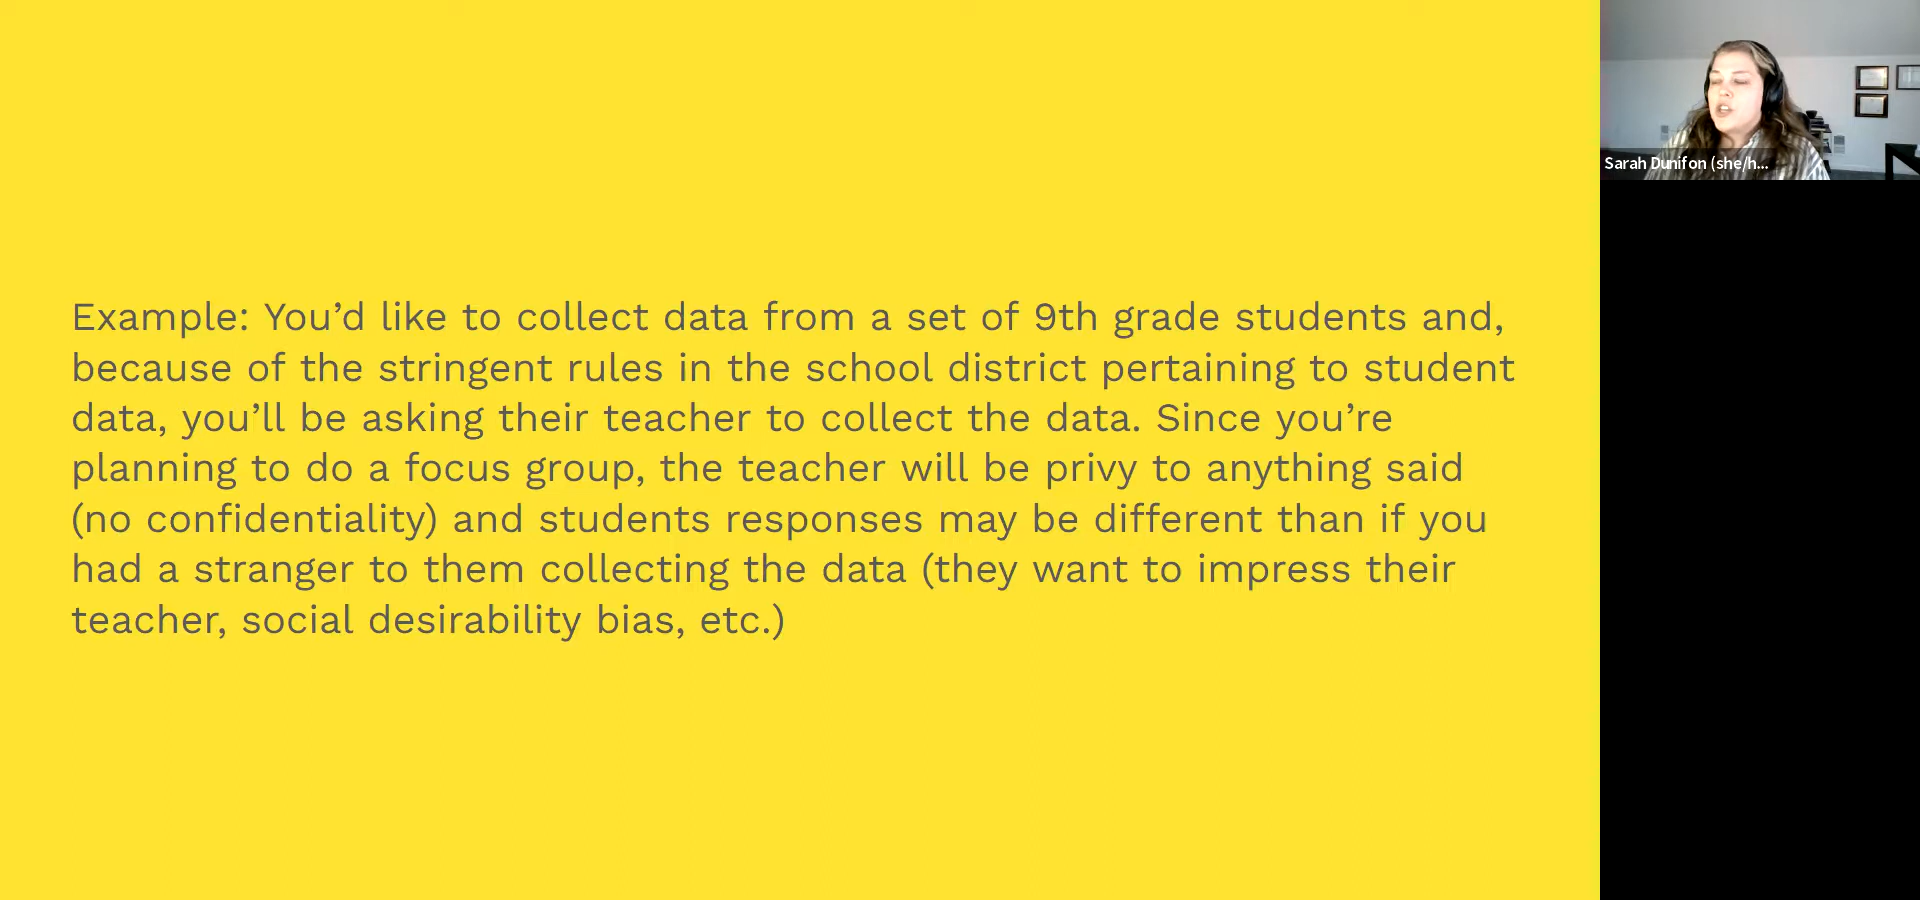 Example: You’d like to collect data from a set of 9th grade students and,
because of the stringent rules in the school district pertaining to student
data, you’ll be asking their teacher to collect the data. Since you’re
planning to do a focus group, the teacher will be privy to anything said
(no confidentiality) and students responses may be different than if you
had a stranger to them collecting the data (they want to impress their
teacher, social desirability bias, etc.)
Sarah Dunifon (she/h...